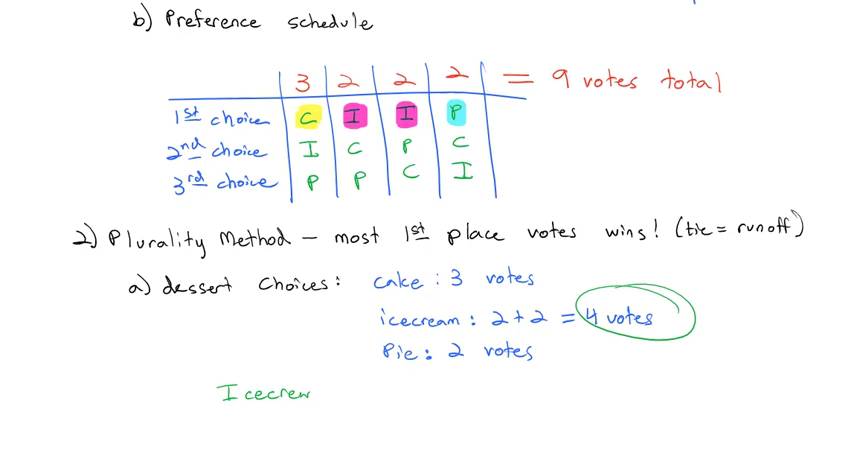 b) Preference schedule
3 2 2 2 = 9 votes total
1st choice C I I P
2nd choice I C P C
3rd choice P P C I
2) Plurality Method – most 1st place votes wins! (tie = runoff)
a) dessert choices: cake: 3 votes
icecream: 2+2 = 4 votes
Pie: 2 votes
Icecrew